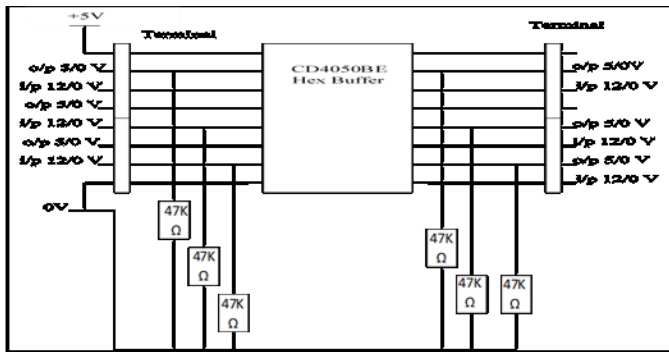 +5V
Terminal
Terminal
CD4050BE
Hex Buffer
o/p 5/0 V
i/p 12/0 V
o/p 5/0 V
i/p 12/0 V
o/p 5/0 V
i/p 12/0 V
o/p 5/0V
i/p 12/0 V
o/p 5/0 V
i/p 12/0 V
o/p 5/0 V
i/p 12/0 V
0V
47K
Ω
47K
Ω
47K
Ω
47K
Ω
47K
Ω
47K
Ω